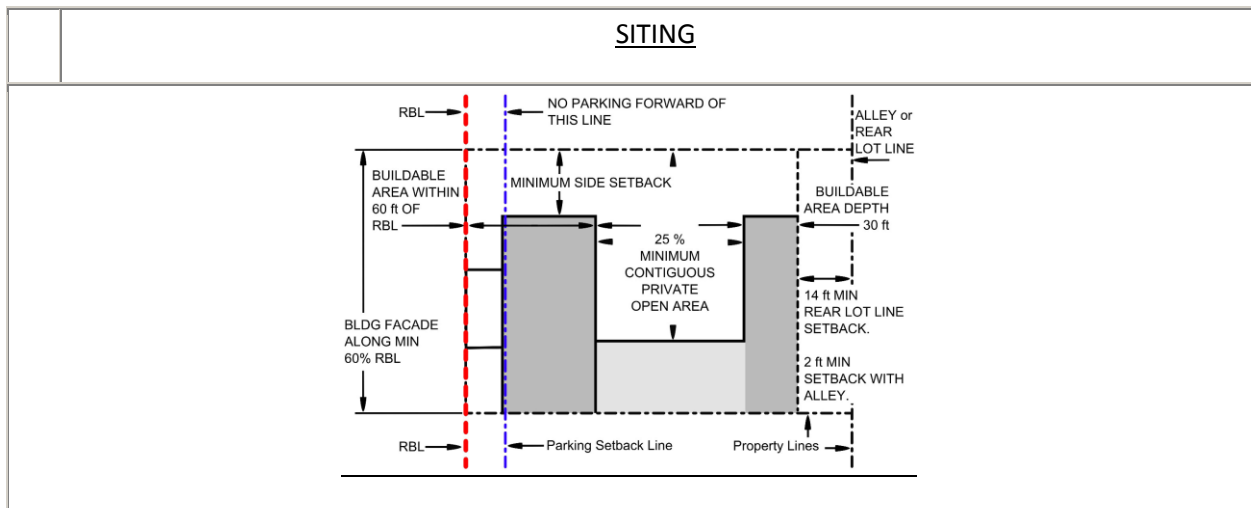 SITING
RBL
NO PARKING FORWARD OF
THIS LINE
ALLEY or
REAR
LOT LINE
BUILDABLE
AREA WITHIN
60 ft OF
RBL
MINIMUM SIDE SETBACK
BUILDABLE
AREA DEPTH
30 ft
25 %
MINIMUM
CONTIGUOUS
PRIVATE
OPEN AREA
14 ft MIN
REAR LOT LINE
SETBACK.
BLDG FACADE
ALONG MIN
60% RBL
2 ft MIN
SETBACK WITH
ALLEY.
RBL
Parking Setback Line
Property Lines